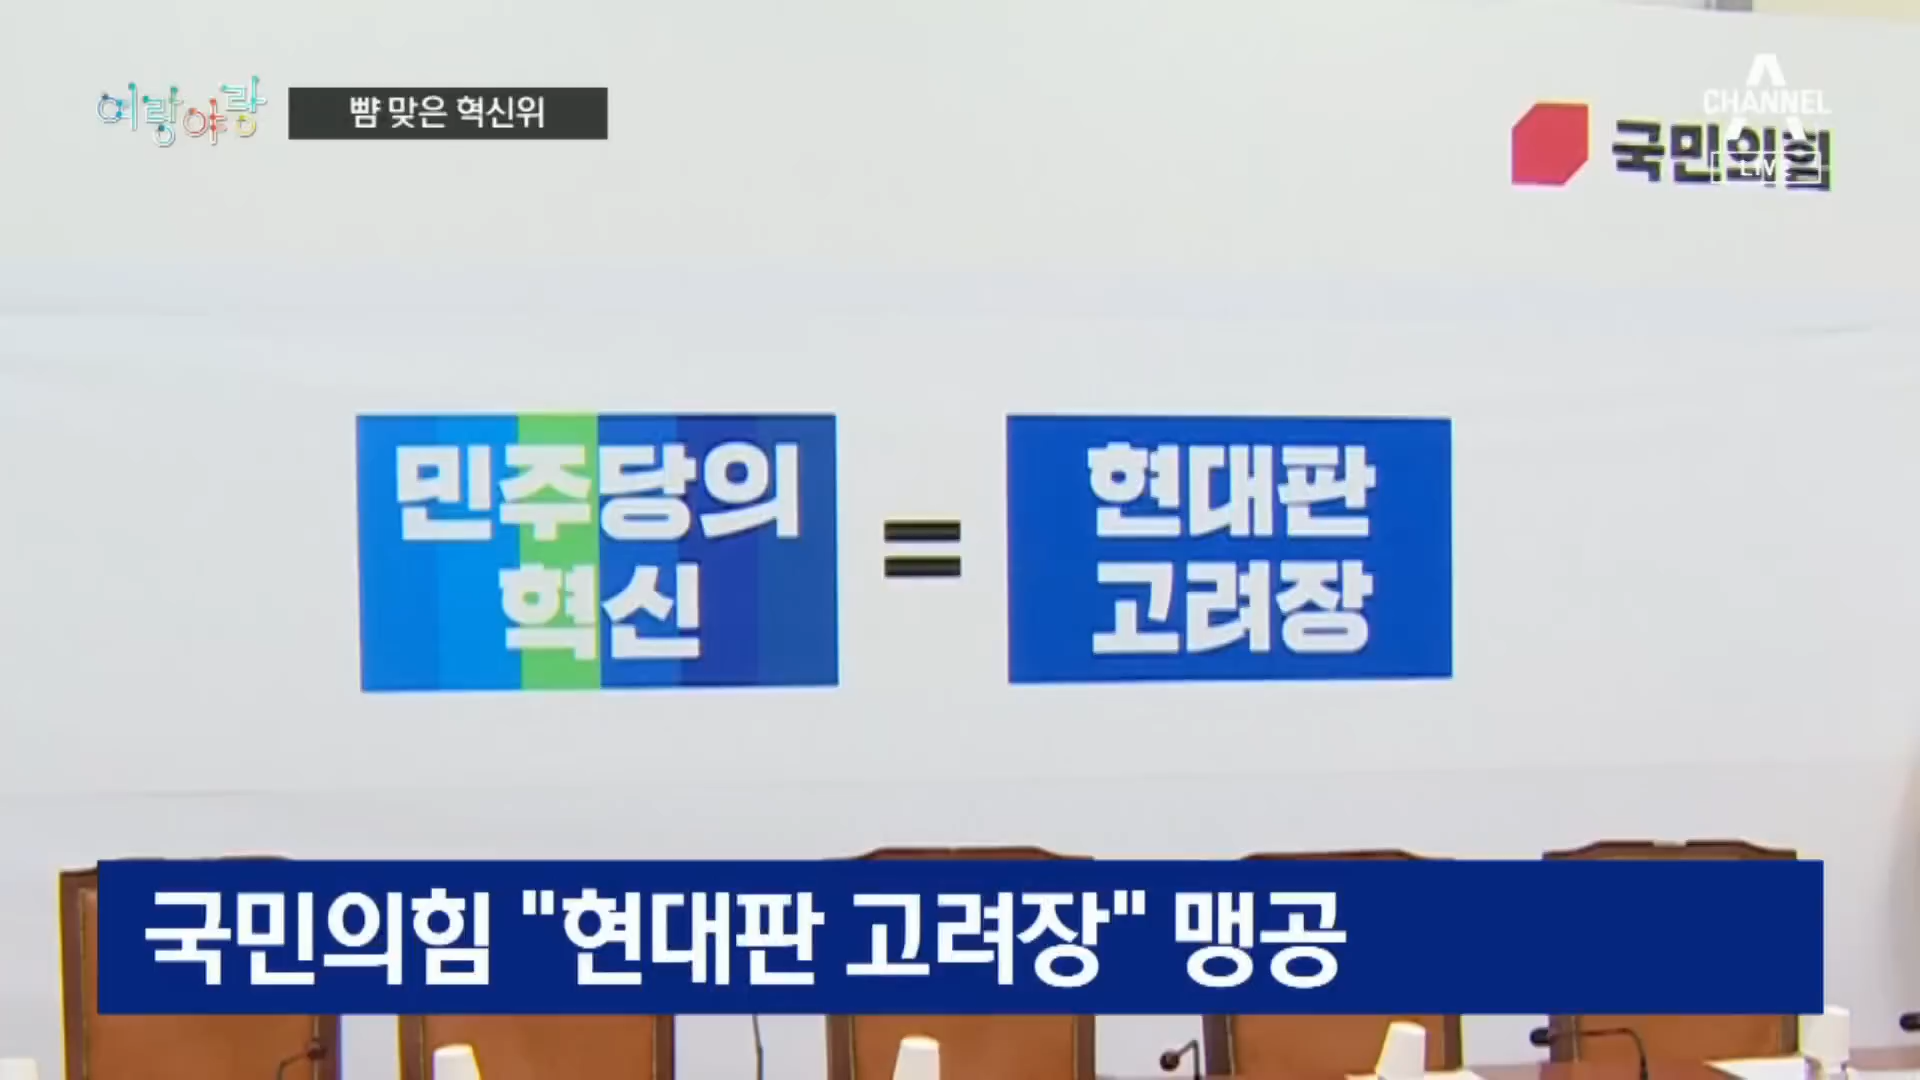 여랑야랑
뺨 맞은 혁신위
CHANNEL A
LIVE
국민의힘
민주당의
혁신
=
현대판
고려장
국민의힘 "현대판 고려장" 맹공